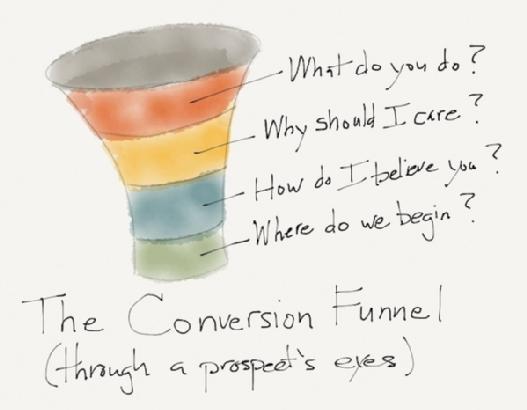 What do you do?
Why should I care?
How do I believe you?
Where do we begin?
The Conversion Funnel
(through a prospect's eyes)